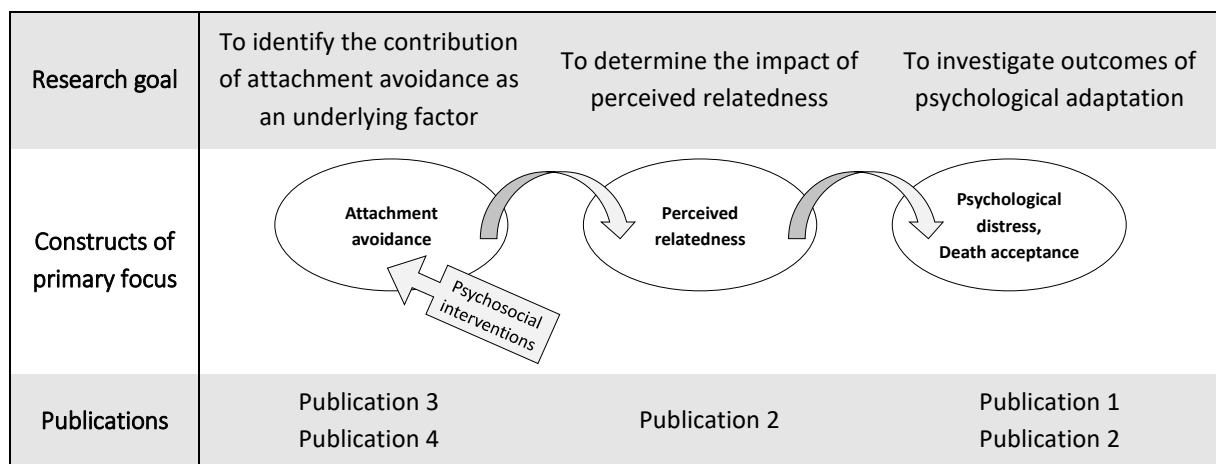 Research goal
To identify the contribution
of attachment avoidance as
an underlying factor
To determine the impact of
perceived relatedness
To investigate outcomes of
psychological adaptation
Constructs of
primary focus
Attachment
avoidance
Psychosocial
interventions
Perceived
relatedness
Psychological
distress,
Death acceptance
Publications
Publication 3
Publication 4
Publication 2
Publication 1
Publication 2